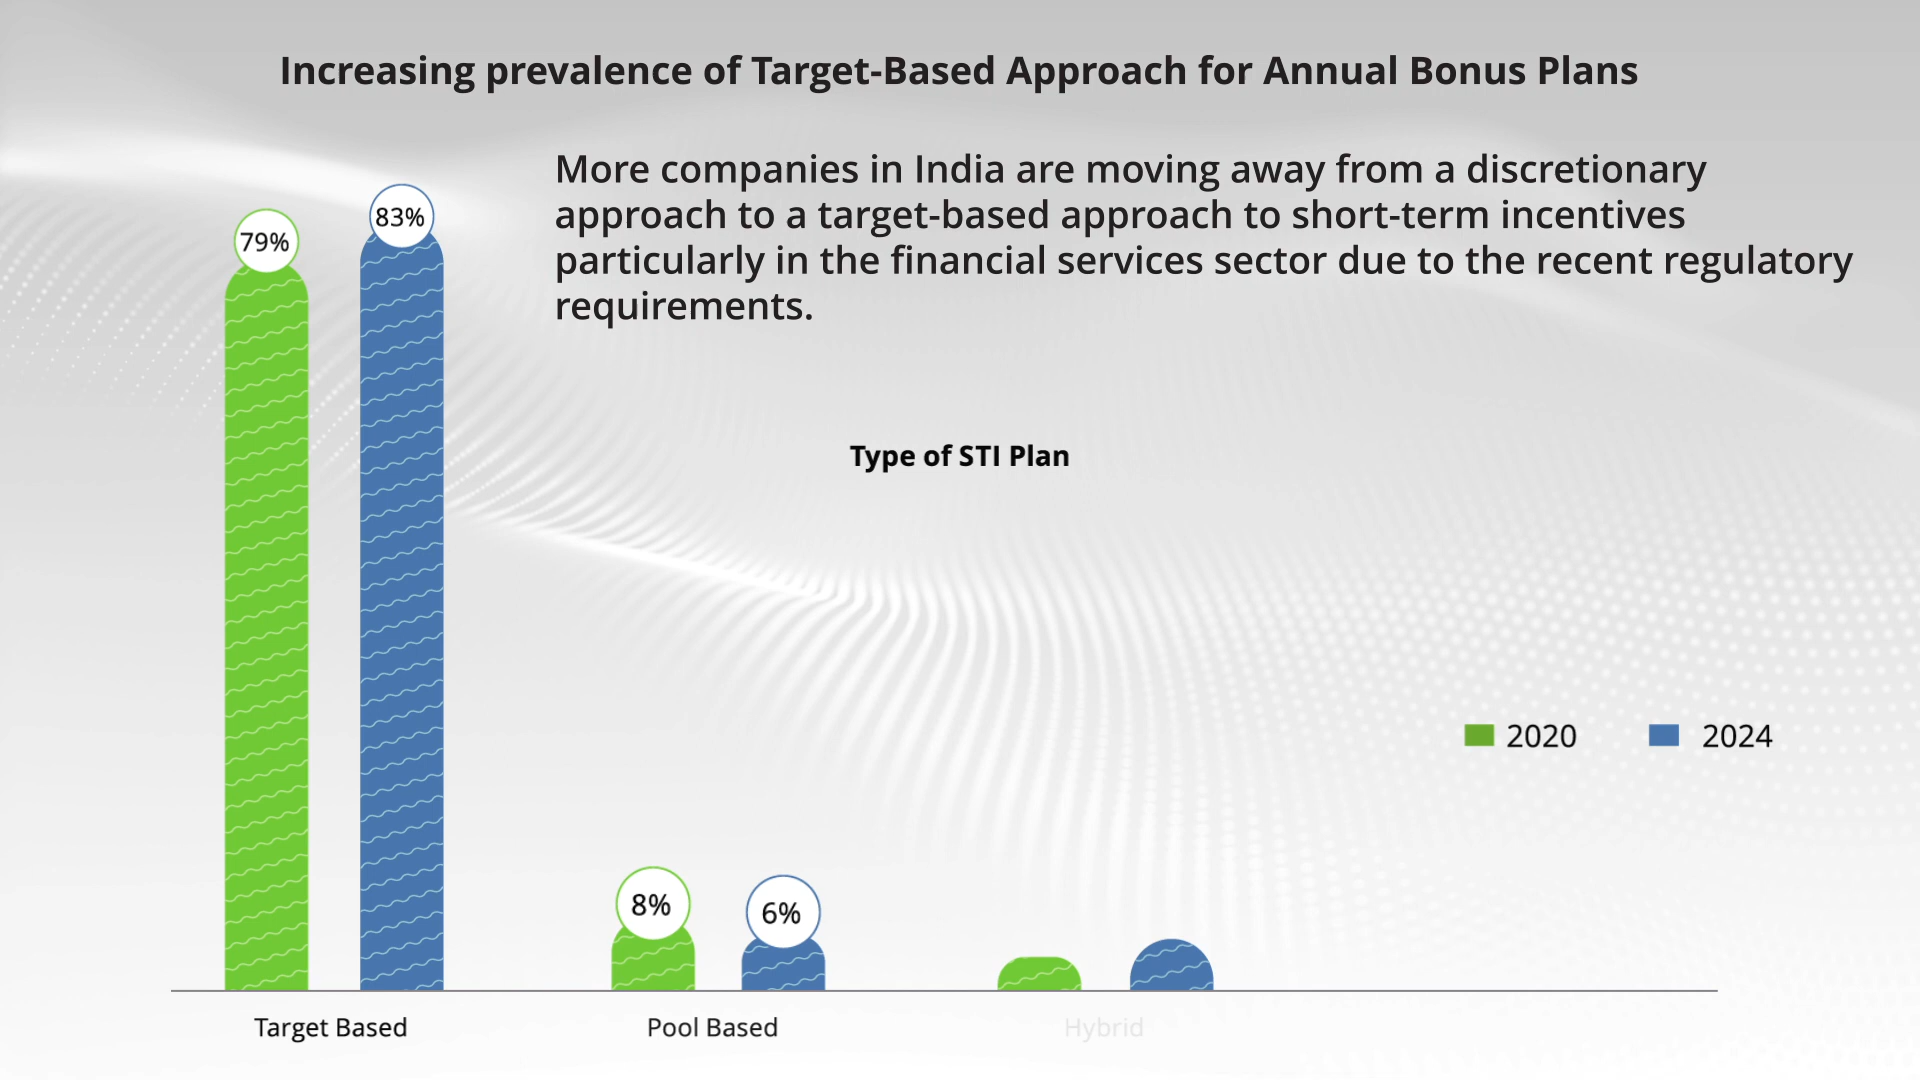 Increasing prevalence of Target-Based Approach for Annual Bonus Plans
More companies in India are moving away from a discretionary
approach to a target-based approach to short-term incentives
particularly in the financial services sector due to the recent regulatory
requirements.
79%
83%
Type of STI Plan
2020
2024
8%
6%
Target Based
Pool Based
Hybrid